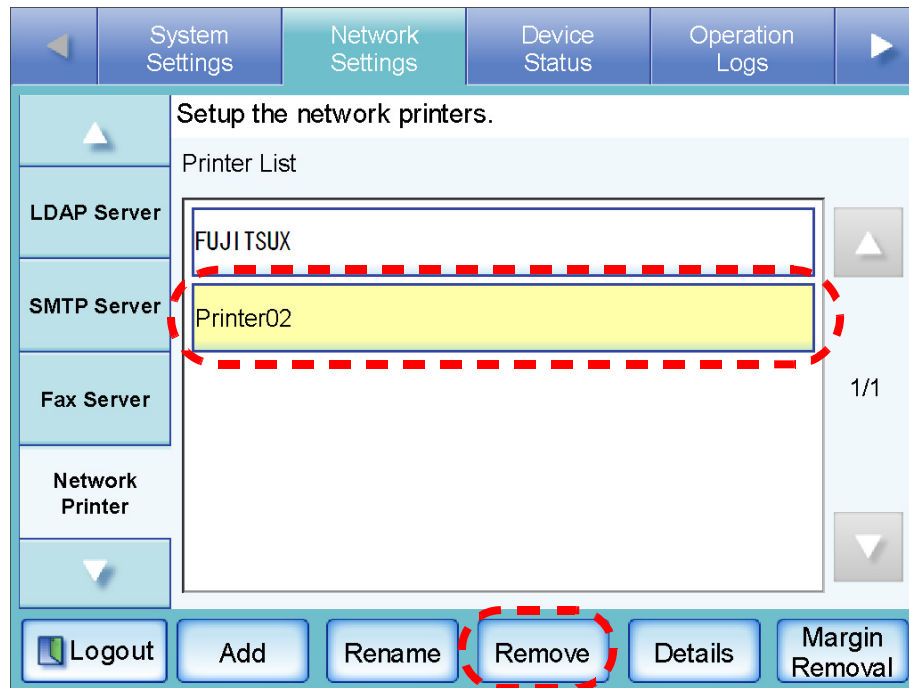 System Settings
Network Settings
Device Status
Operation Logs
Setup the network printers.
Printer List
LDAP Server
SMTP Server
Fax Server
Network Printer
FUJITSUX
Printer02
1/1
Logout
Add
Rename
Remove
Details
Margin Removal